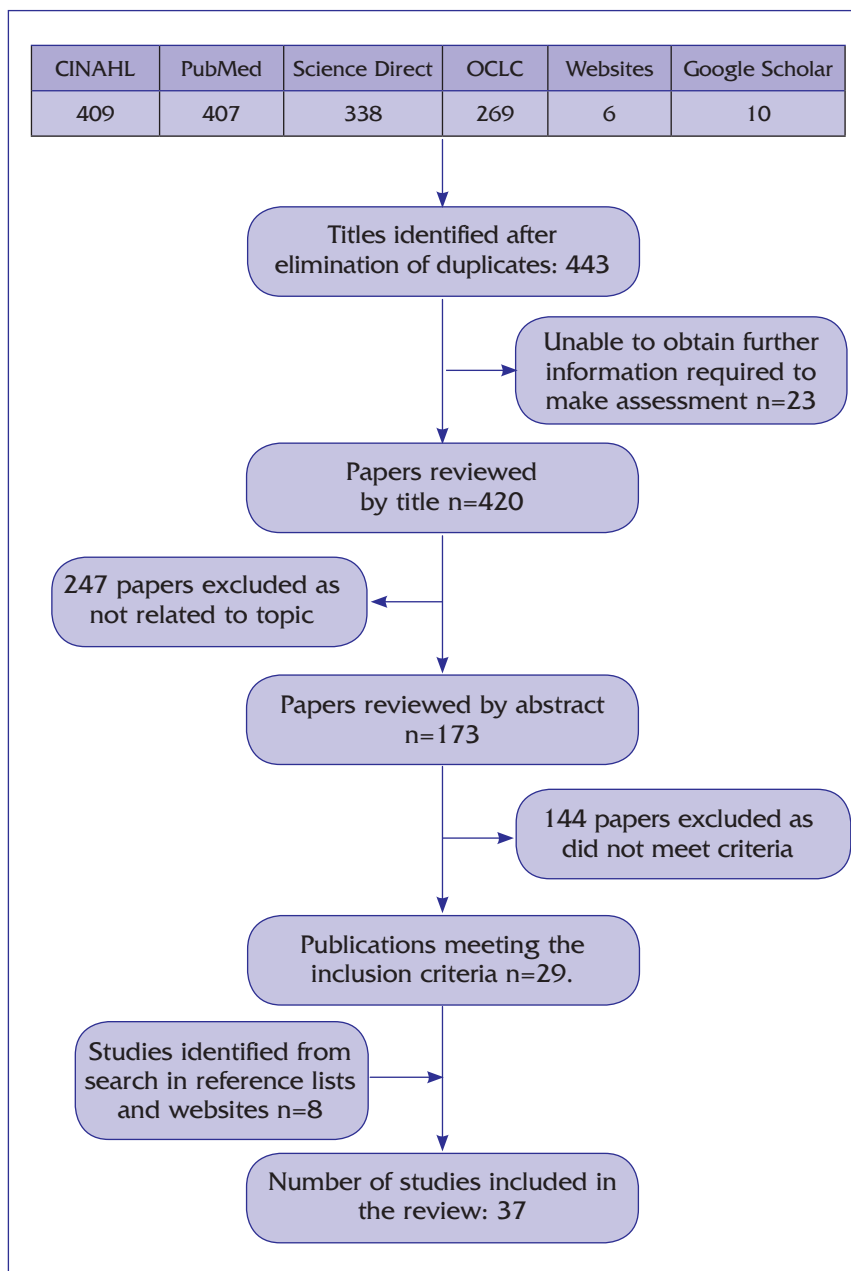 CINAHL PubMed Science Direct OCLC Websites Google Scholar
409 407 338 269 6 10
Titles identified after
elimination of duplicates: 443
Unable to obtain further
information required to
make assessment n=23
Papers reviewed
by title n=420
247 papers excluded as
not related to topic
Papers reviewed by abstract
n=173
144 papers excluded as
did not meet criteria
Publications meeting the
inclusion criteria n=29.
Studies identified from
search in reference lists
and websites n=8
Number of studies included in
the review: 37